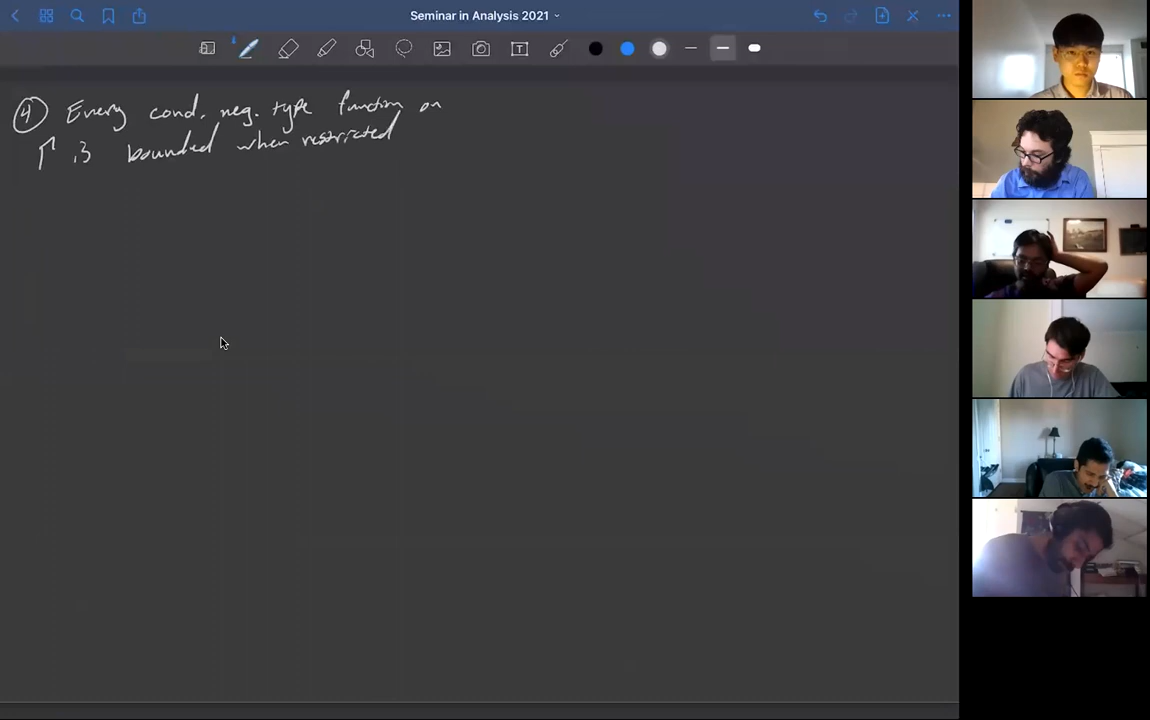 Seminar in Analysis 2021
④ Every cond. neg. type function on
Γ is bounded when restricted